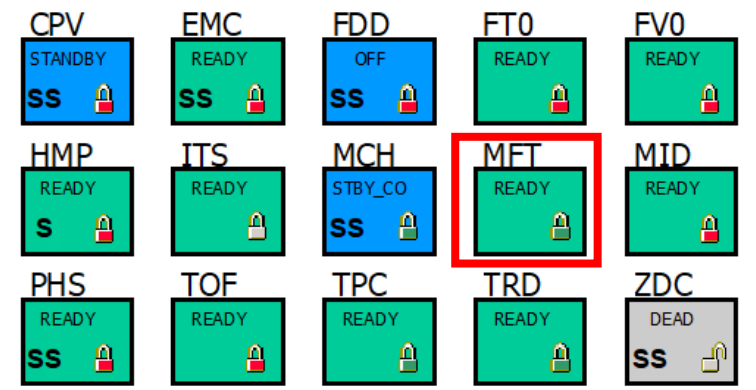 CPV EMC FDD FT0 FV0
STANDBY READY OFF READY READY
SS SS SS
HMP ITS MCH MFT MID
READY READY STBY_CO READY READY
S SS
PHS TOF TPC TRD ZDC
READY READY READY READY DEAD
SS SS